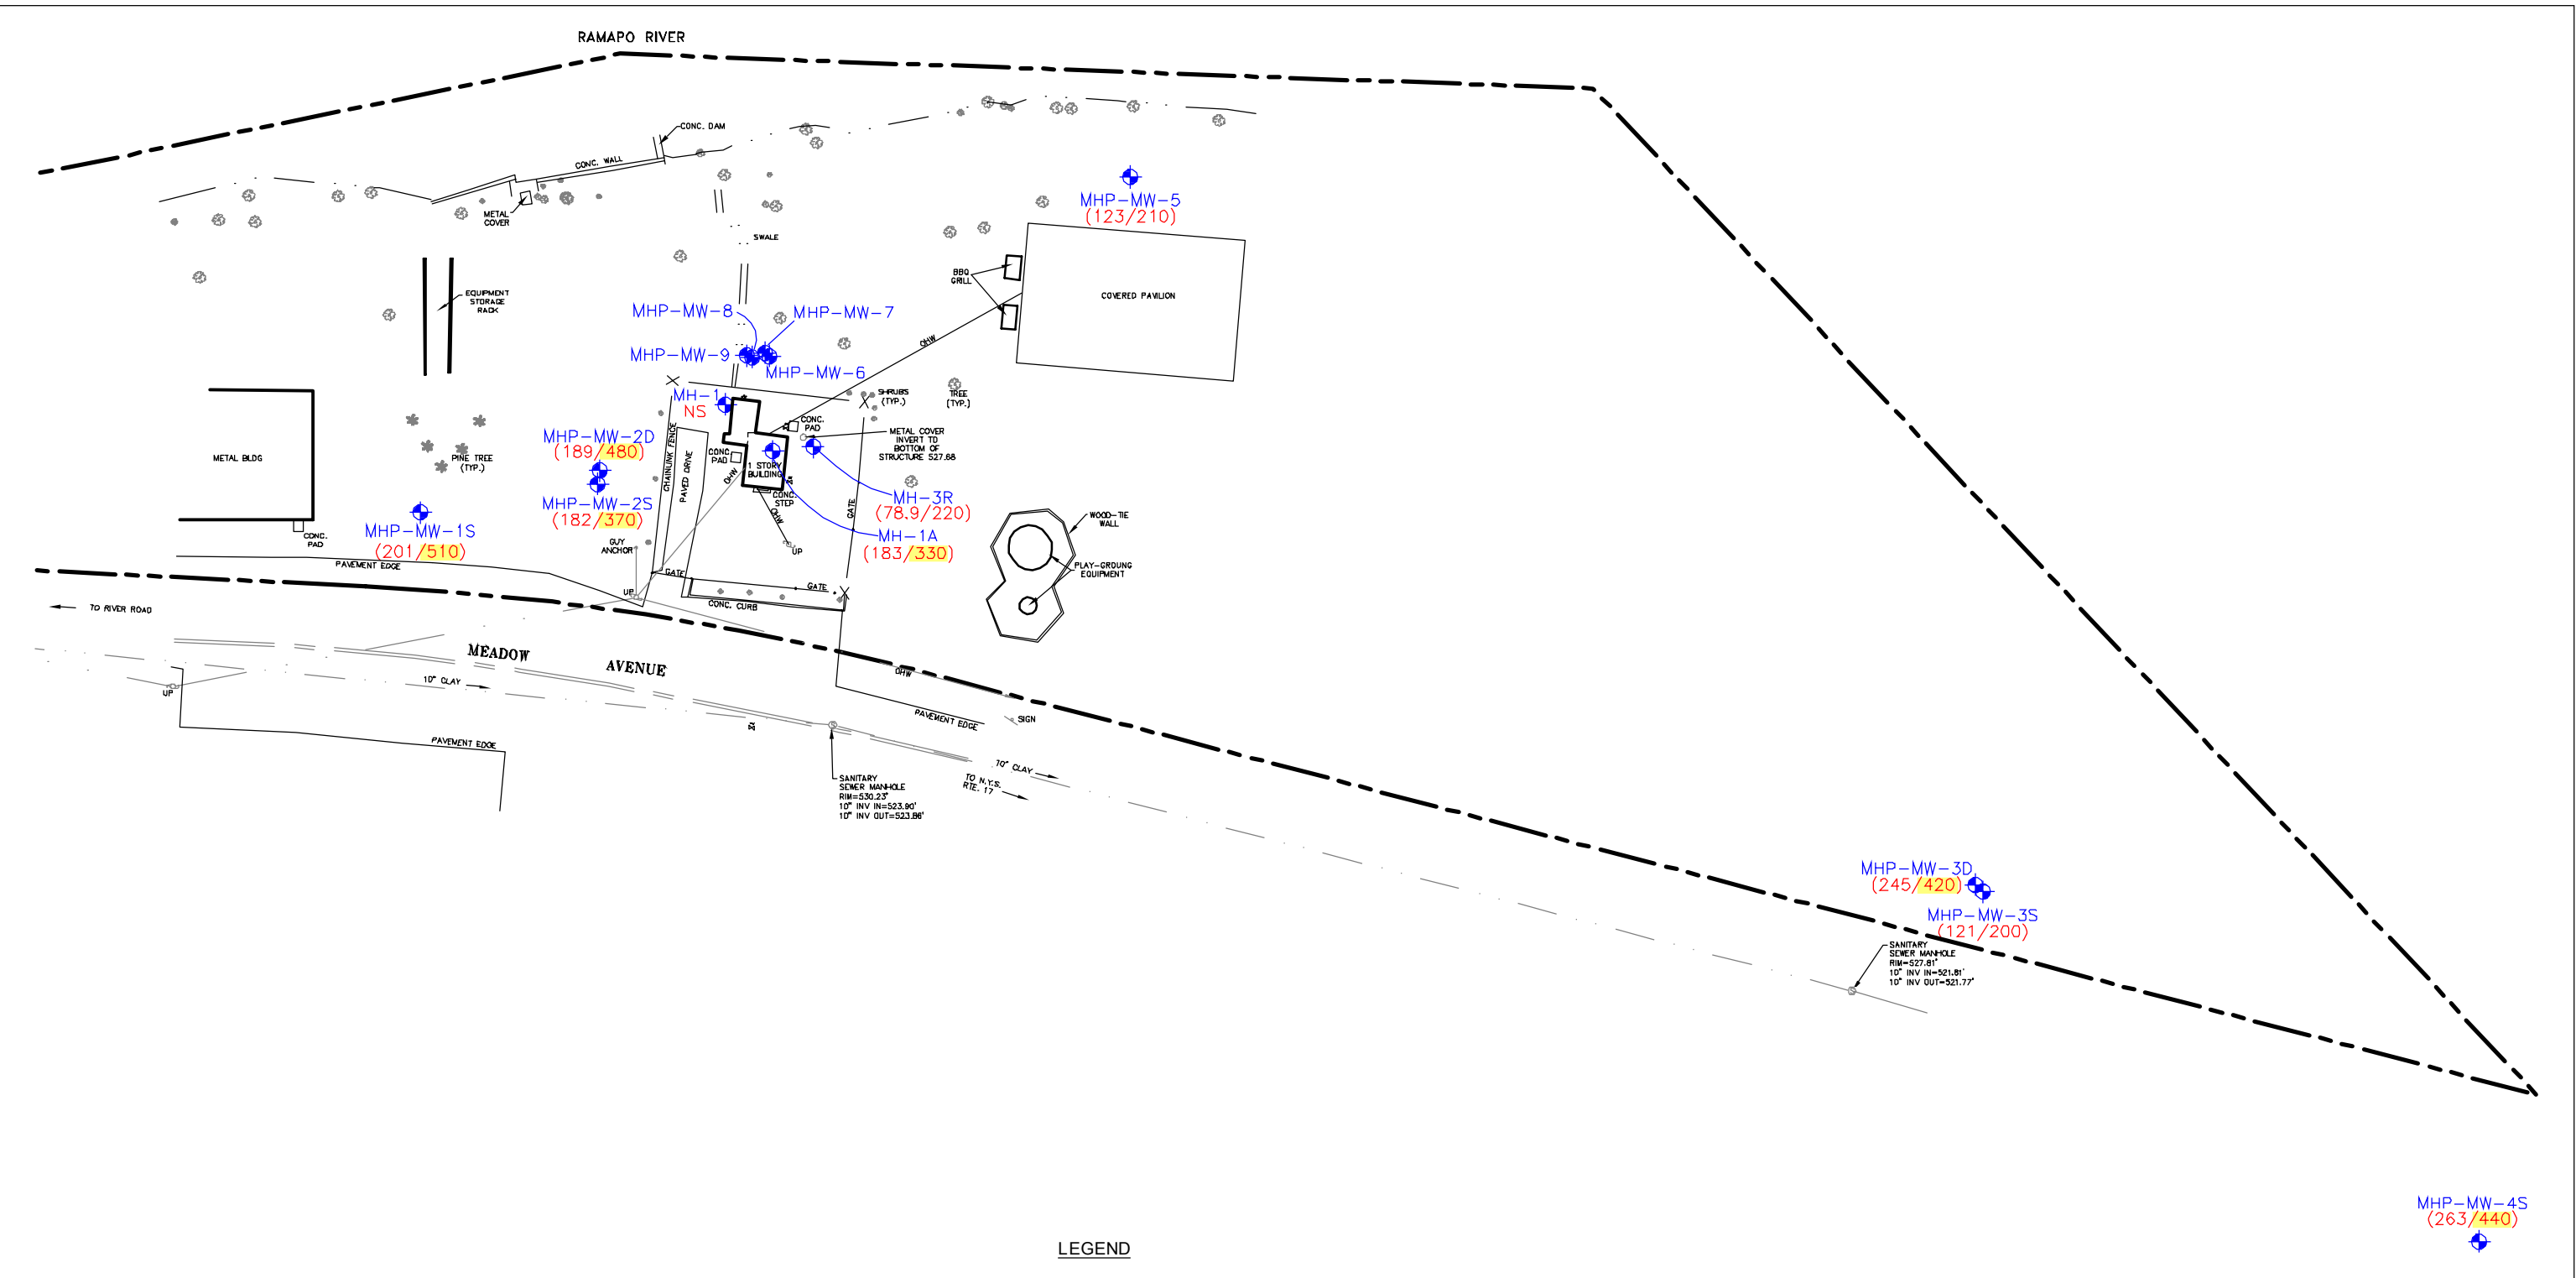 RAMAPO RIVER
CONC. DAM
CONC. WALL
METAL
COVER
SWALE
MHP-MW-5
(123/210)
BBQ
GRILL
COVERED PAVILION
EQUIPMENT
STORAGE
RACK
MHP-MW-8
MHP-MW-7
MHP-MW-9
MHP-MW-6
OHW
MH-1
NS
SHRUBS
(TYP.)
TREE
(TYP.)
CONC.
PAD
METAL COVER
INVERT TO
BOTTOM OF
STRUCTURE 527.68
METAL BLDG
PINE TREE
(TYP.)
MHP-MW-2D
(189/480)
MHP-MW-2S
(182/370)
CHAINLINK FENCE
PAVED DRIVE
CONC.
PAD
1 STORY
BUILDING
OHW
CONC.
STEP
OHW
UP
GATE
MH-3R
(78.9/220)
MH-1A
(183/330)
MHP-MW-1S
(201/510)
CONC.
PAD
PAVEMENT EDGE
GUY
ANCHOR
UP
GATE
GATE
CONC. CURB
WOOD-TIE
WALL
PLAY-GROUNG
EQUIPMENT
TO RIVER ROAD
MEADOW AVENUE
10" CLAY
UP
PAVEMENT EDGE
OHW
PAVEMENT EDGE
SIGN
10" CLAY
TO N.Y.S.
RTE. 17
SANITARY
SEWER MANHOLE
RIM=530.23'
10" INV IN=523.90'
10" INV OUT=523.86'
MHP-MW-3D
(245/420)
MHP-MW-3S
(121/200)
SANITARY
SEWER MANHOLE
RIM=527.81'
10" INV IN=521.81'
10" INV OUT=521.77'
MHP-MW-4S
(263/440)
LEGEND